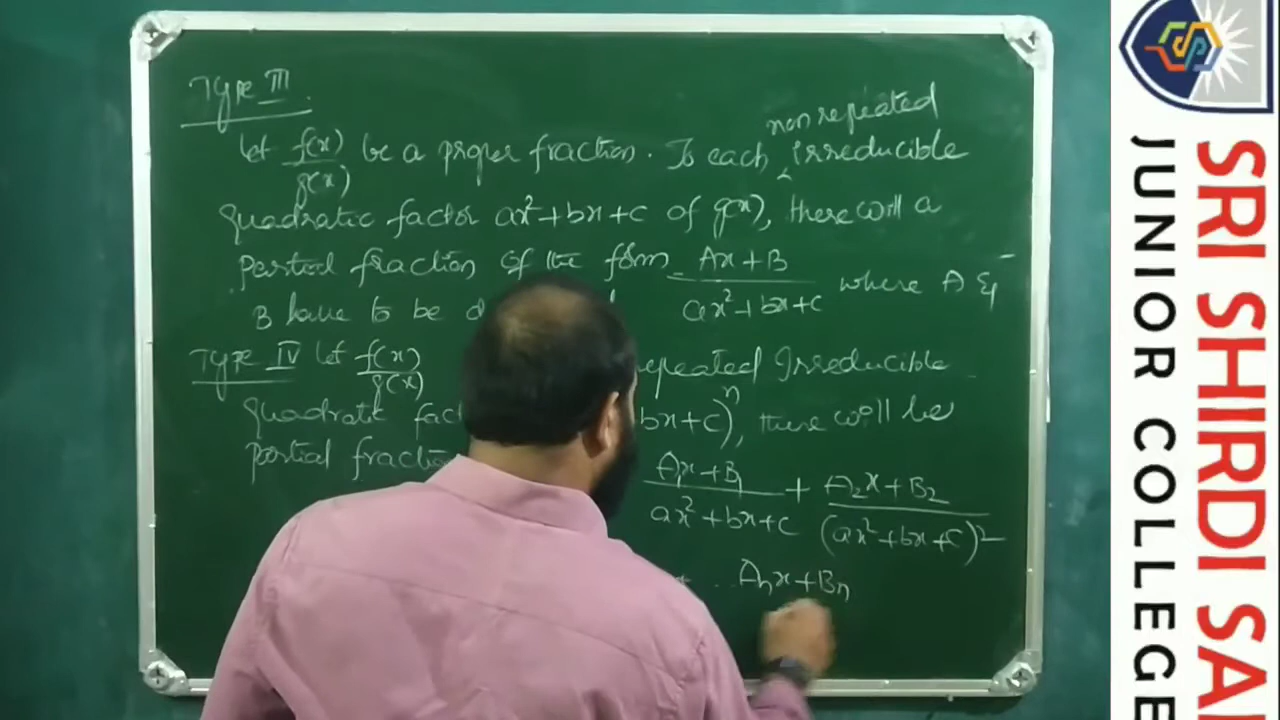 Type III
non repeated
let f(x)/g(x) be a proper fraction. To each irreducible
quadratic factor ax²+bx+c of g(x), there will a
partial fraction of the form Ax+B / ax²+bx+c where A &
B have to be d
Type IV let f(x)/g(x) repeated Irreducible
quadratic fac bx+c)ⁿ, there will be
partial fraction A₁x+B₁ / ax²+bx+c + A₂x+B₂ / (ax²+bx+c)²
+ .. Aₙx+Bₙ
SRI SHIRDI SAI
JUNIOR COLLEGE